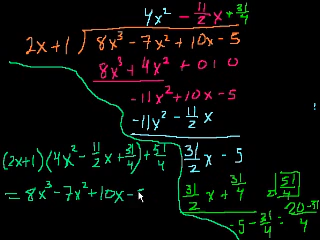 4x² - 11/2 x + 31/4
2x+1 ) 8x³ - 7x² + 10x - 5
8x³ + 4x² + 0 1 0
-11x² + 10x - 5
-11x² - 11/2 x
31/2 x - 5
31/2 x + 31/4
-5 - 31/4 = 20-31/4
51/4
(2x+1)(4x² - 11/2 x + 31/4) + 51/4
= 8x³ - 7x² + 10x - 5